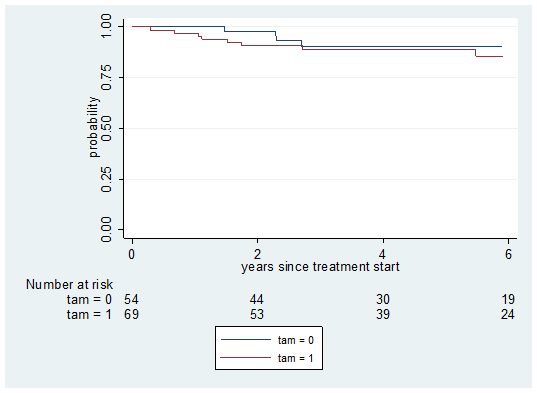 1.00
0.75
0.50
0.25
0.00
probability
0 2 4 6
years since treatment start
Number at risk
tam = 0 54 44 30 19
tam = 1 69 53 39 24
tam = 0
tam = 1